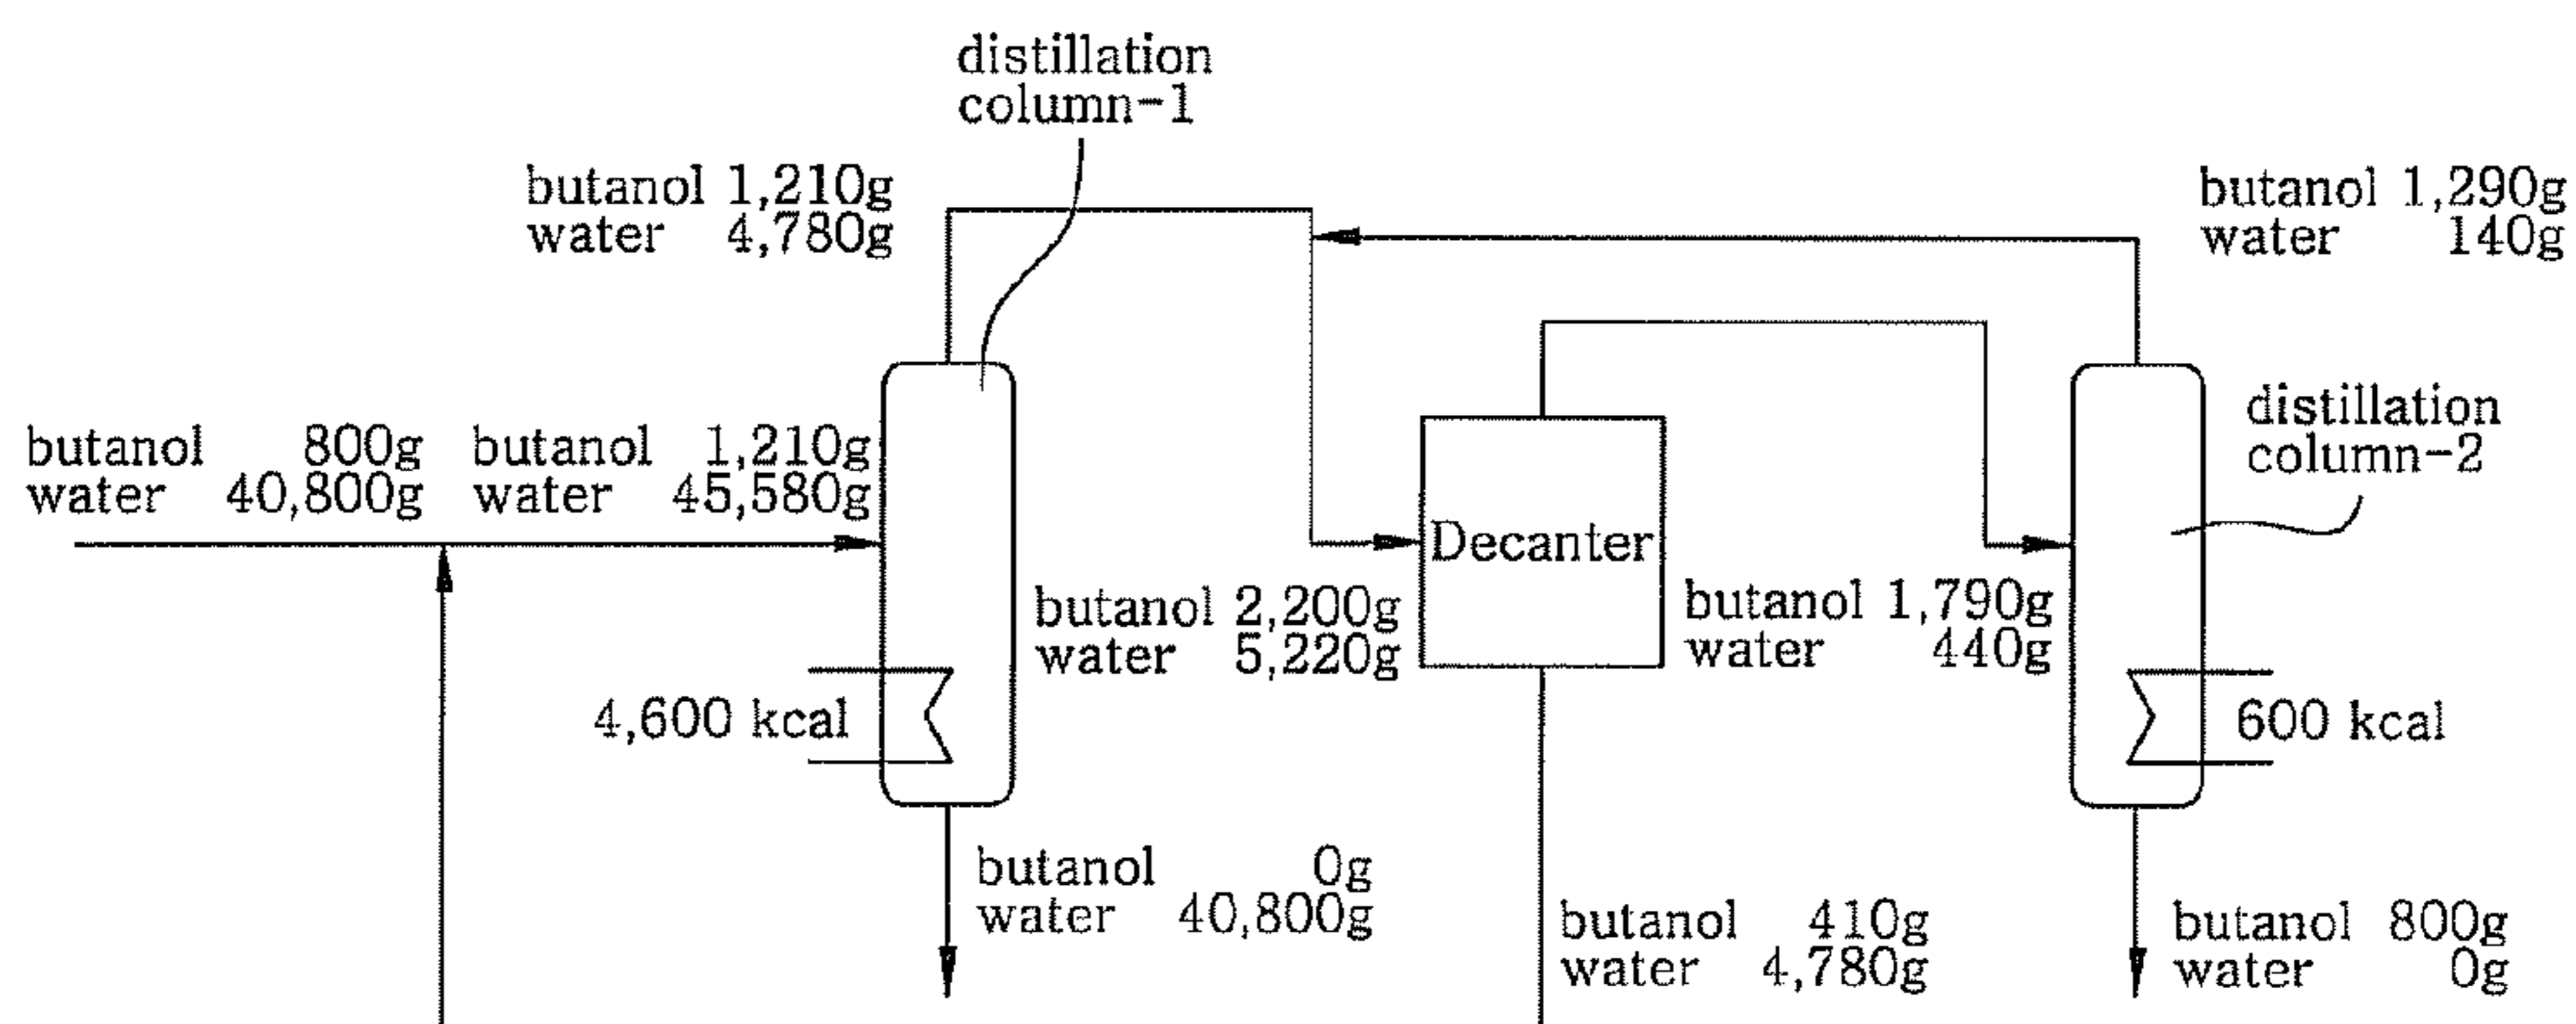 distillation
column-1
butanol 1,210g
water 4,780g
butanol 1,290g
water 140g
distillation
column-2
butanol 800g
water 40,800g
butanol 1,210g
water 45,580g
Decanter
butanol 2,200g
water 5,220g
butanol 1,790g
water 440g
4,600 kcal
600 kcal
butanol 0g
water 40,800g
butanol 410g
water 4,780g
butanol 800g
water 0g